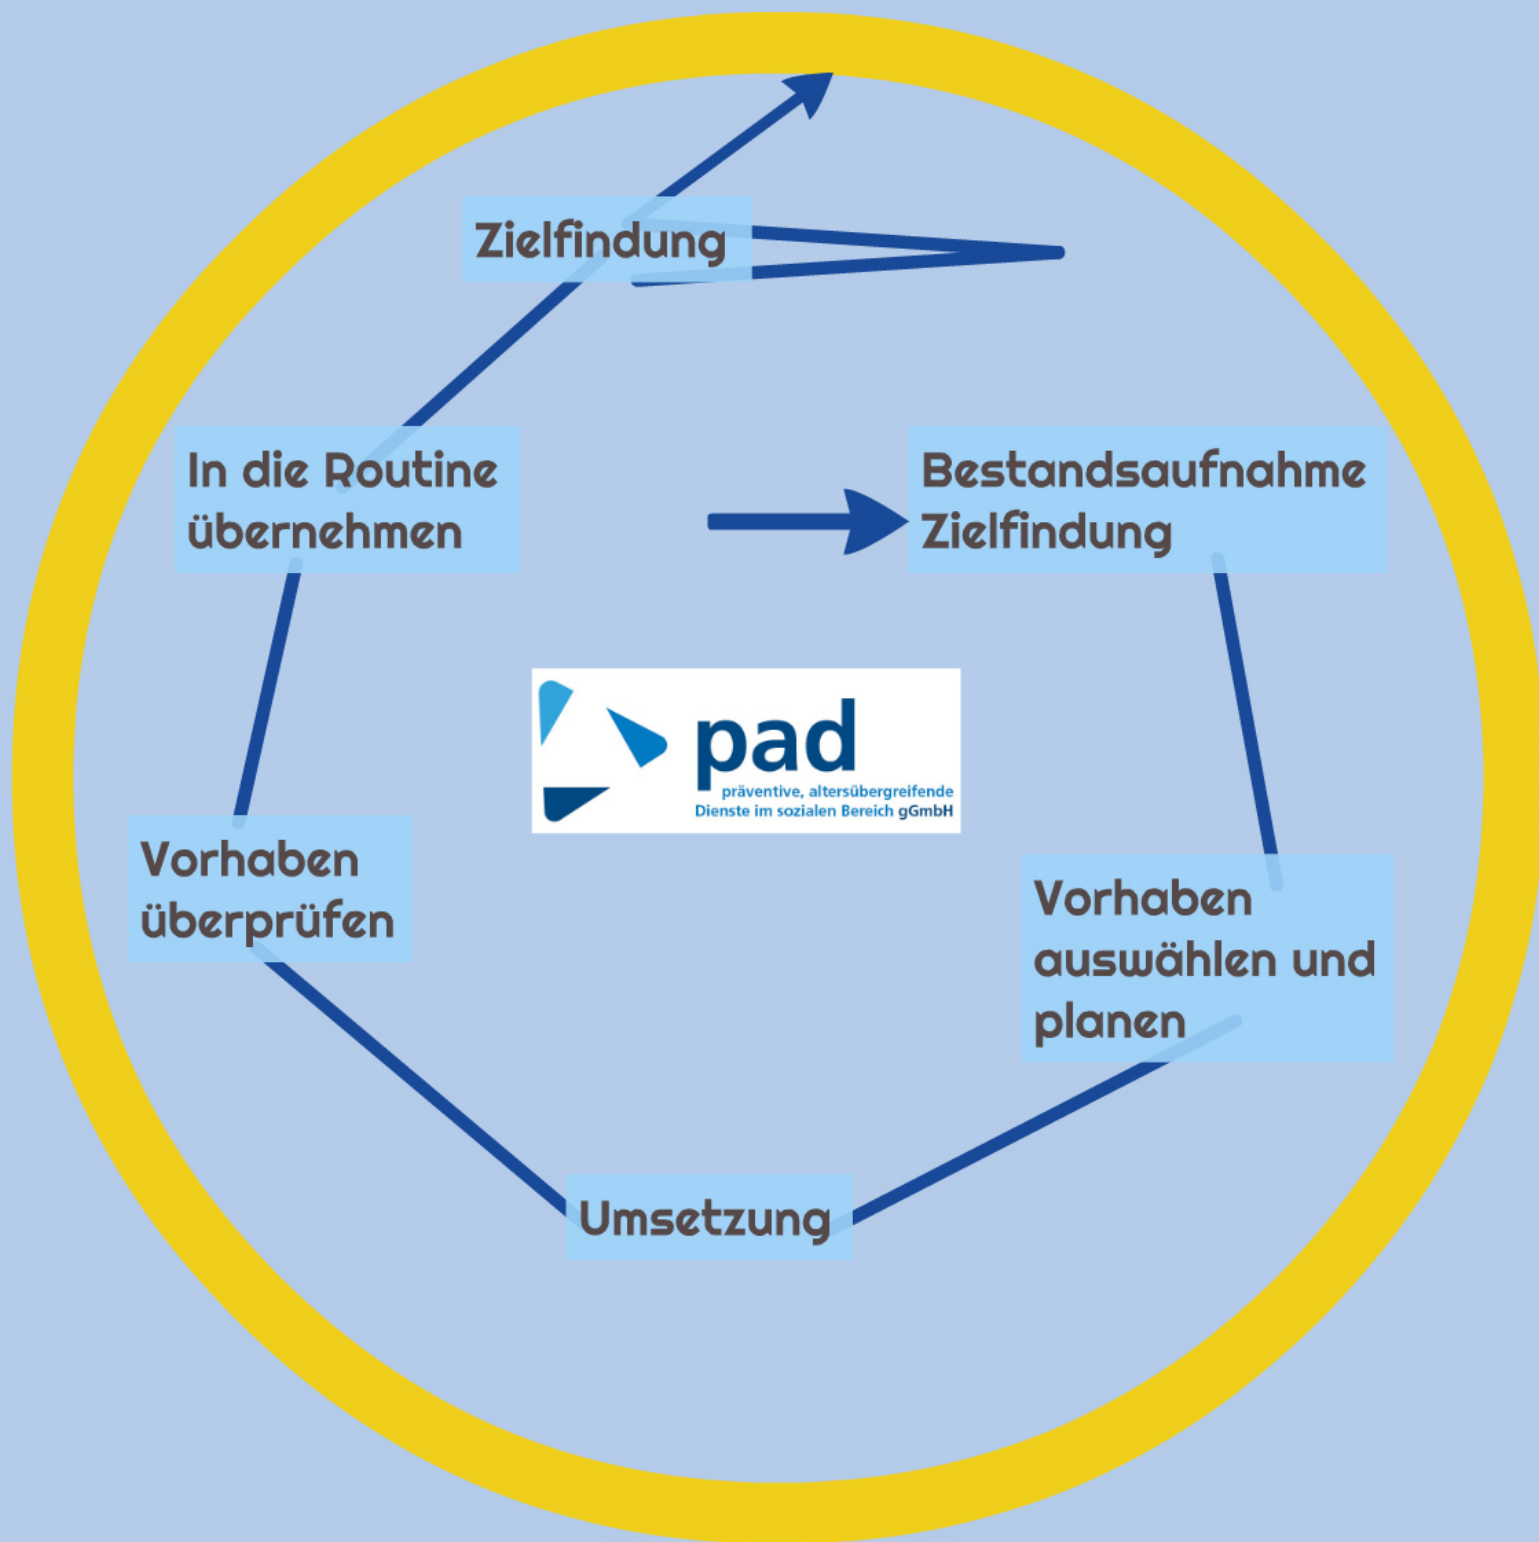 Zielfindung
In die Routine
übernehmen
Bestandsaufnahme
Zielfindung
pad
präventive, altersübergreifende
Dienste im sozialen Bereich gGmbH
Vorhaben
überprüfen
Vorhaben
auswählen und
planen
Umsetzung